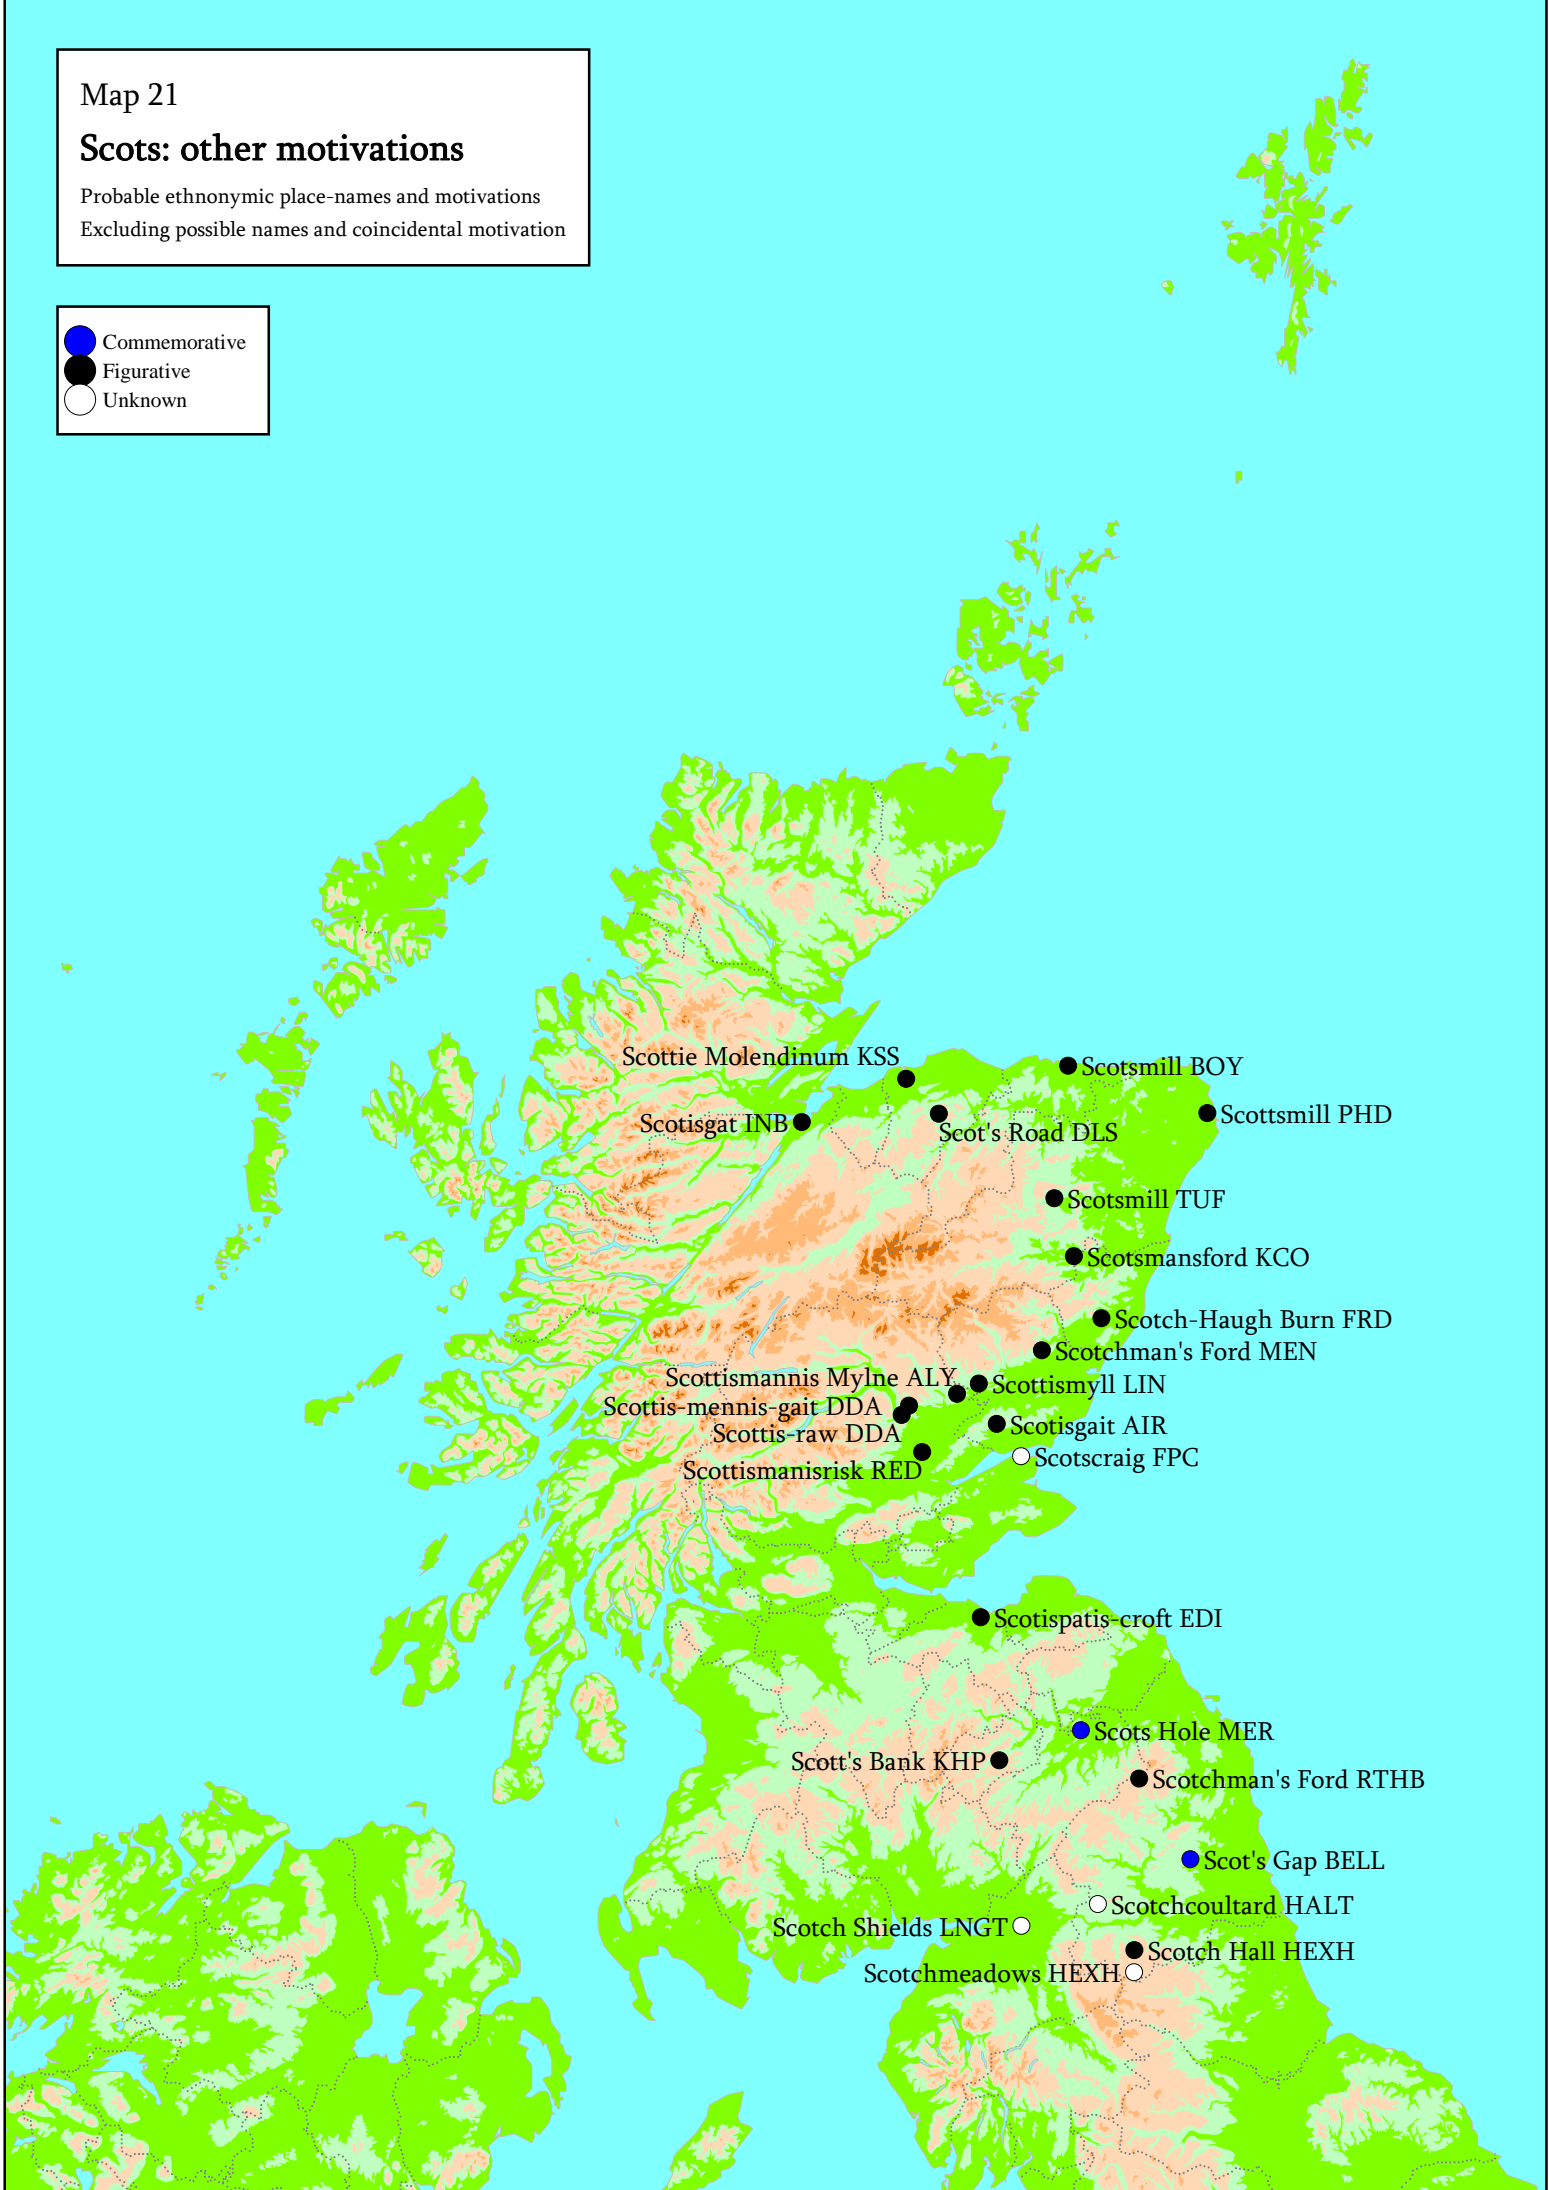 Map 21
Scots: other motivations
Probable ethnonymic place-names and motivations
Excluding possible names and coincidental motivation
Commemorative
Figurative
Unknown
Scottie Molendinum KSS
Scotsmill BOY
Scotisgat INB
Scot's Road DLS
Scottsmill PHD
Scotsmill TUF
Scotsmansford KCO
Scotch-Haugh Burn FRD
Scotchman's Ford MEN
Scottismannis Mylne ALY
Scottismyll LIN
Scottis-mennis-gait DDA
Scottis-raw DDA
Scotisgait AIR
Scotscraig FPC
Scottismanisrisk RED
Scotispatis-croft EDI
Scots Hole MER
Scott's Bank KHP
Scotchman's Ford RTHB
Scot's Gap BELL
Scotchcoultard HALT
Scotch Shields LNGT
Scotch Hall HEXH
Scotchmeadows HEXH